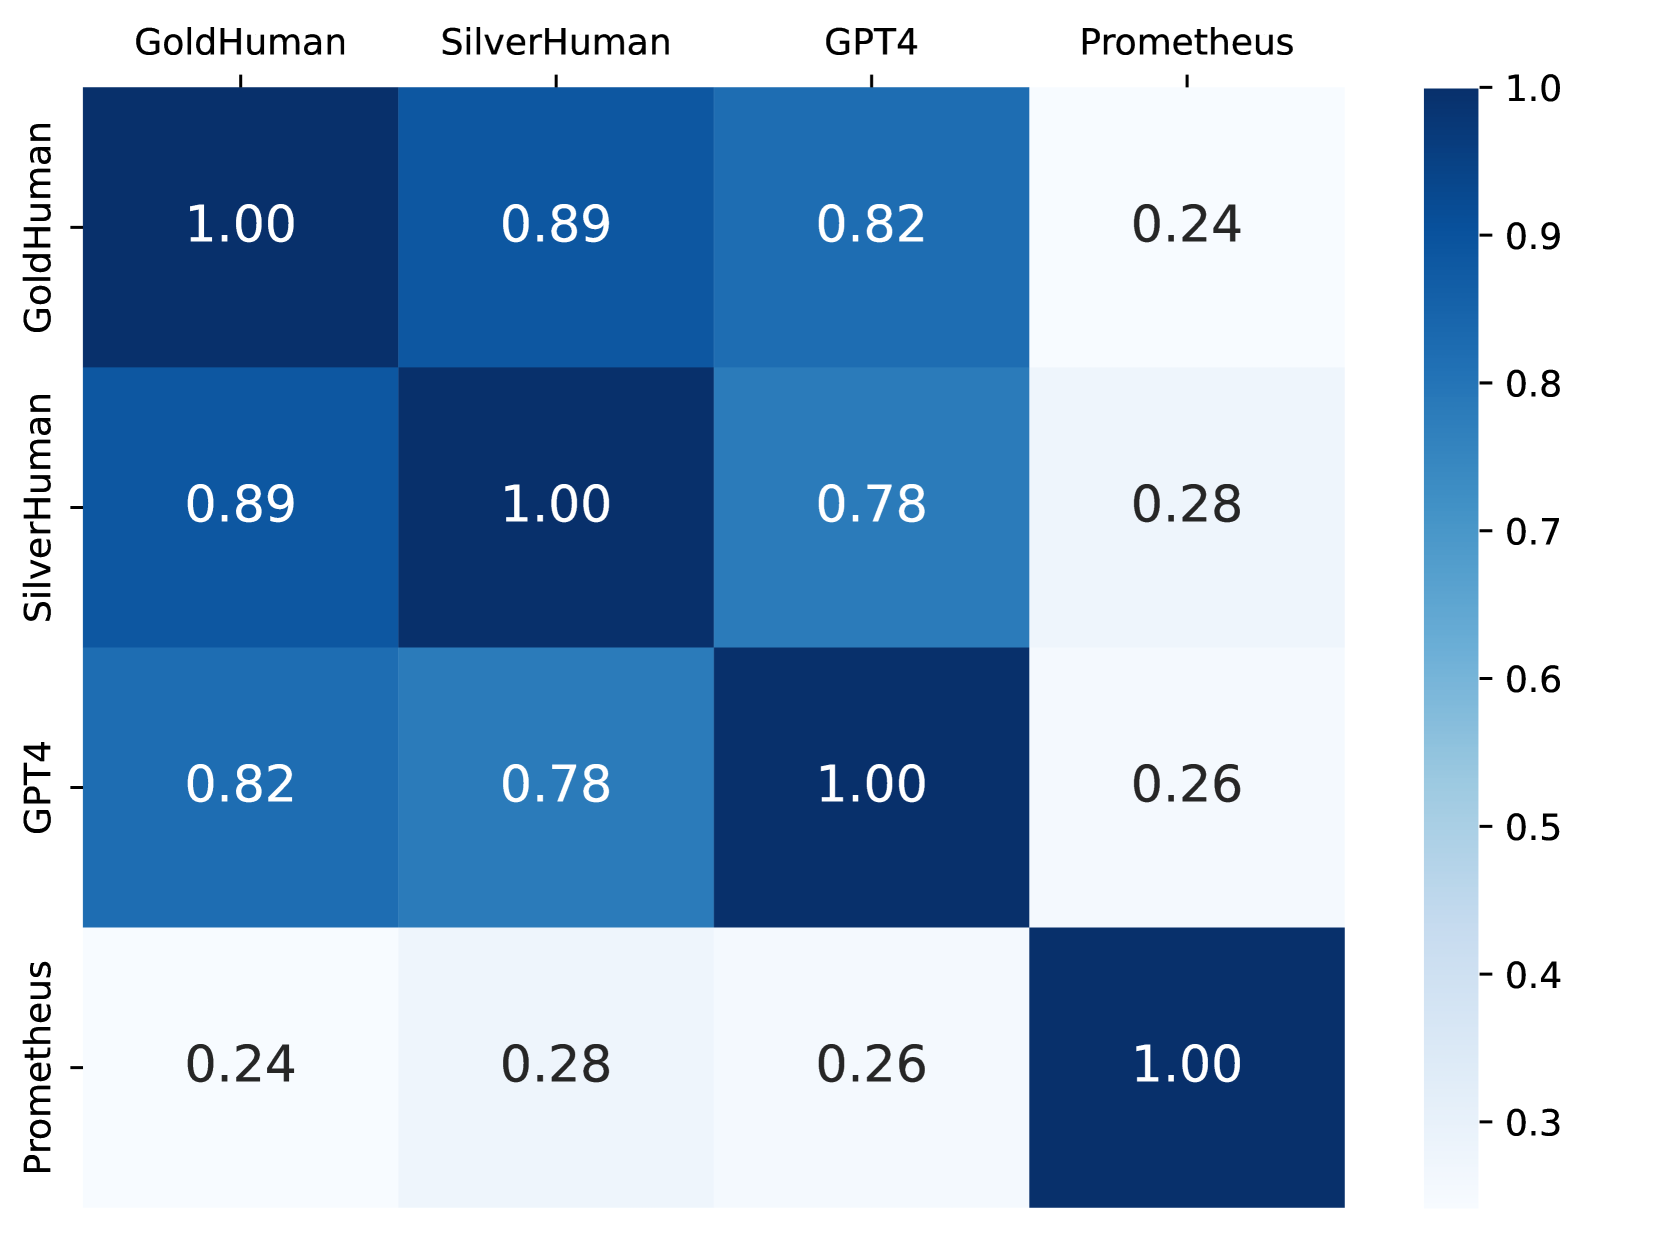 GoldHuman SilverHuman GPT4 Prometheus
GoldHuman 1.00 0.89 0.82 0.24
SilverHuman 0.89 1.00 0.78 0.28
GPT4 0.82 0.78 1.00 0.26
Prometheus 0.24 0.28 0.26 1.00
1.0
0.9
0.8
0.7
0.6
0.5
0.4
0.3